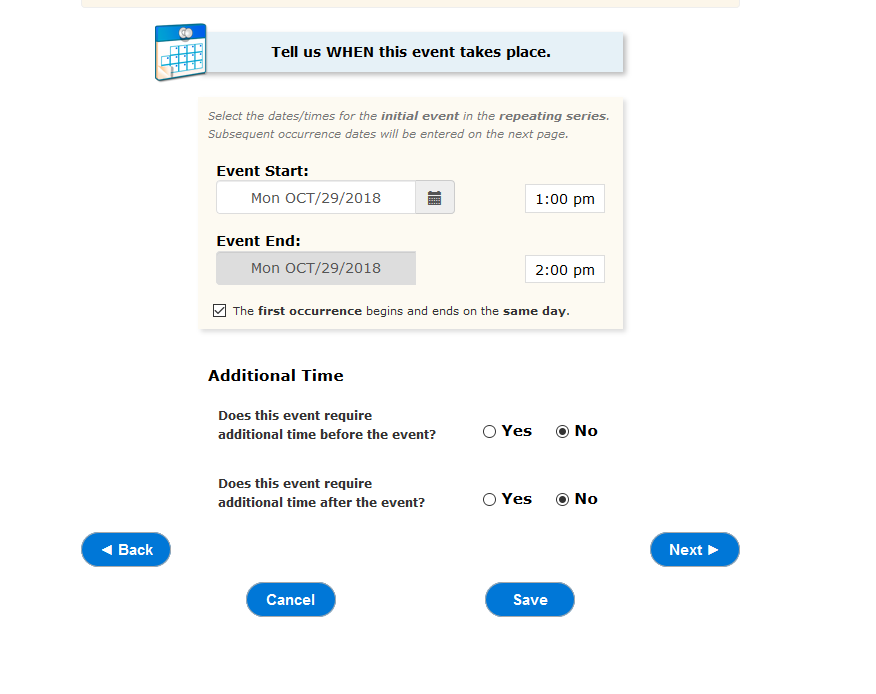 Tell us WHEN this event takes place.
Select the dates/times for the initial event in the repeating series.
Subsequent occurrence dates will be entered on the next page.
Event Start:
Mon OCT/29/2018
1:00 pm
Event End:
Mon OCT/29/2018
2:00 pm
The first occurrence begins and ends on the same day.
Additional Time
Does this event require
additional time before the event?
Yes
No
Does this event require
additional time after the event?
Yes
No
◄ Back
Next ►
Cancel
Save